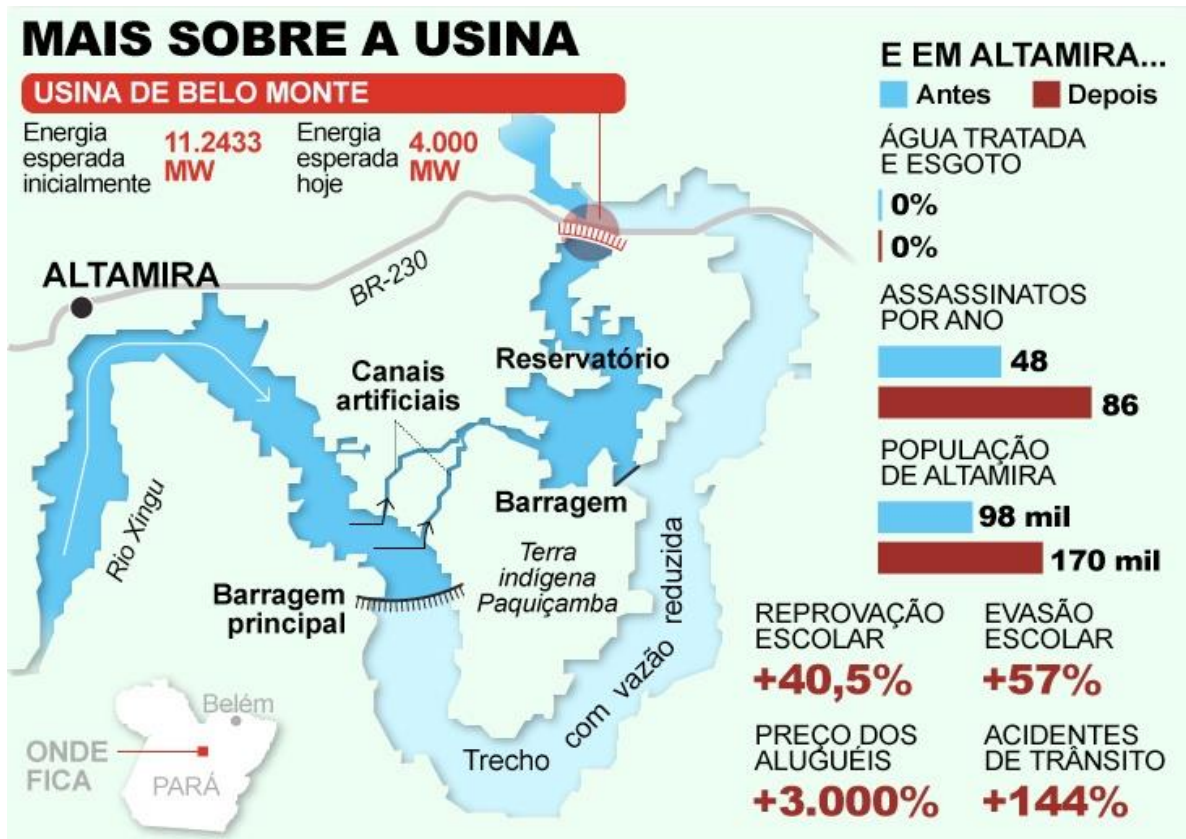 MAIS SOBRE A USINA
USINA DE BELO MONTE
Energia
esperada
inicialmente
11.2433
MW
Energia
esperada
hoje
4.000
MW
ALTAMIRA
BR-230
Rio Xingu
Canais
artificiais
Reservatório
Barragem
Terra
indígena
Paquiçamba
Barragem
principal
Trecho com vazão reduzida
Belém
ONDE
FICA
PARÁ
E EM ALTAMIRA...
Antes
Depois
ÁGUA TRATADA
E ESGOTO
0%
0%
ASSASSINATOS
POR ANO
48
86
POPULAÇÃO
DE ALTAMIRA
98 mil
170 mil
REPROVAÇÃO
ESCOLAR
+40,5%
EVASÃO
ESCOLAR
+57%
PREÇO DOS
ALUGUÉIS
+3.000%
ACIDENTES
DE TRÂNSITO
+144%